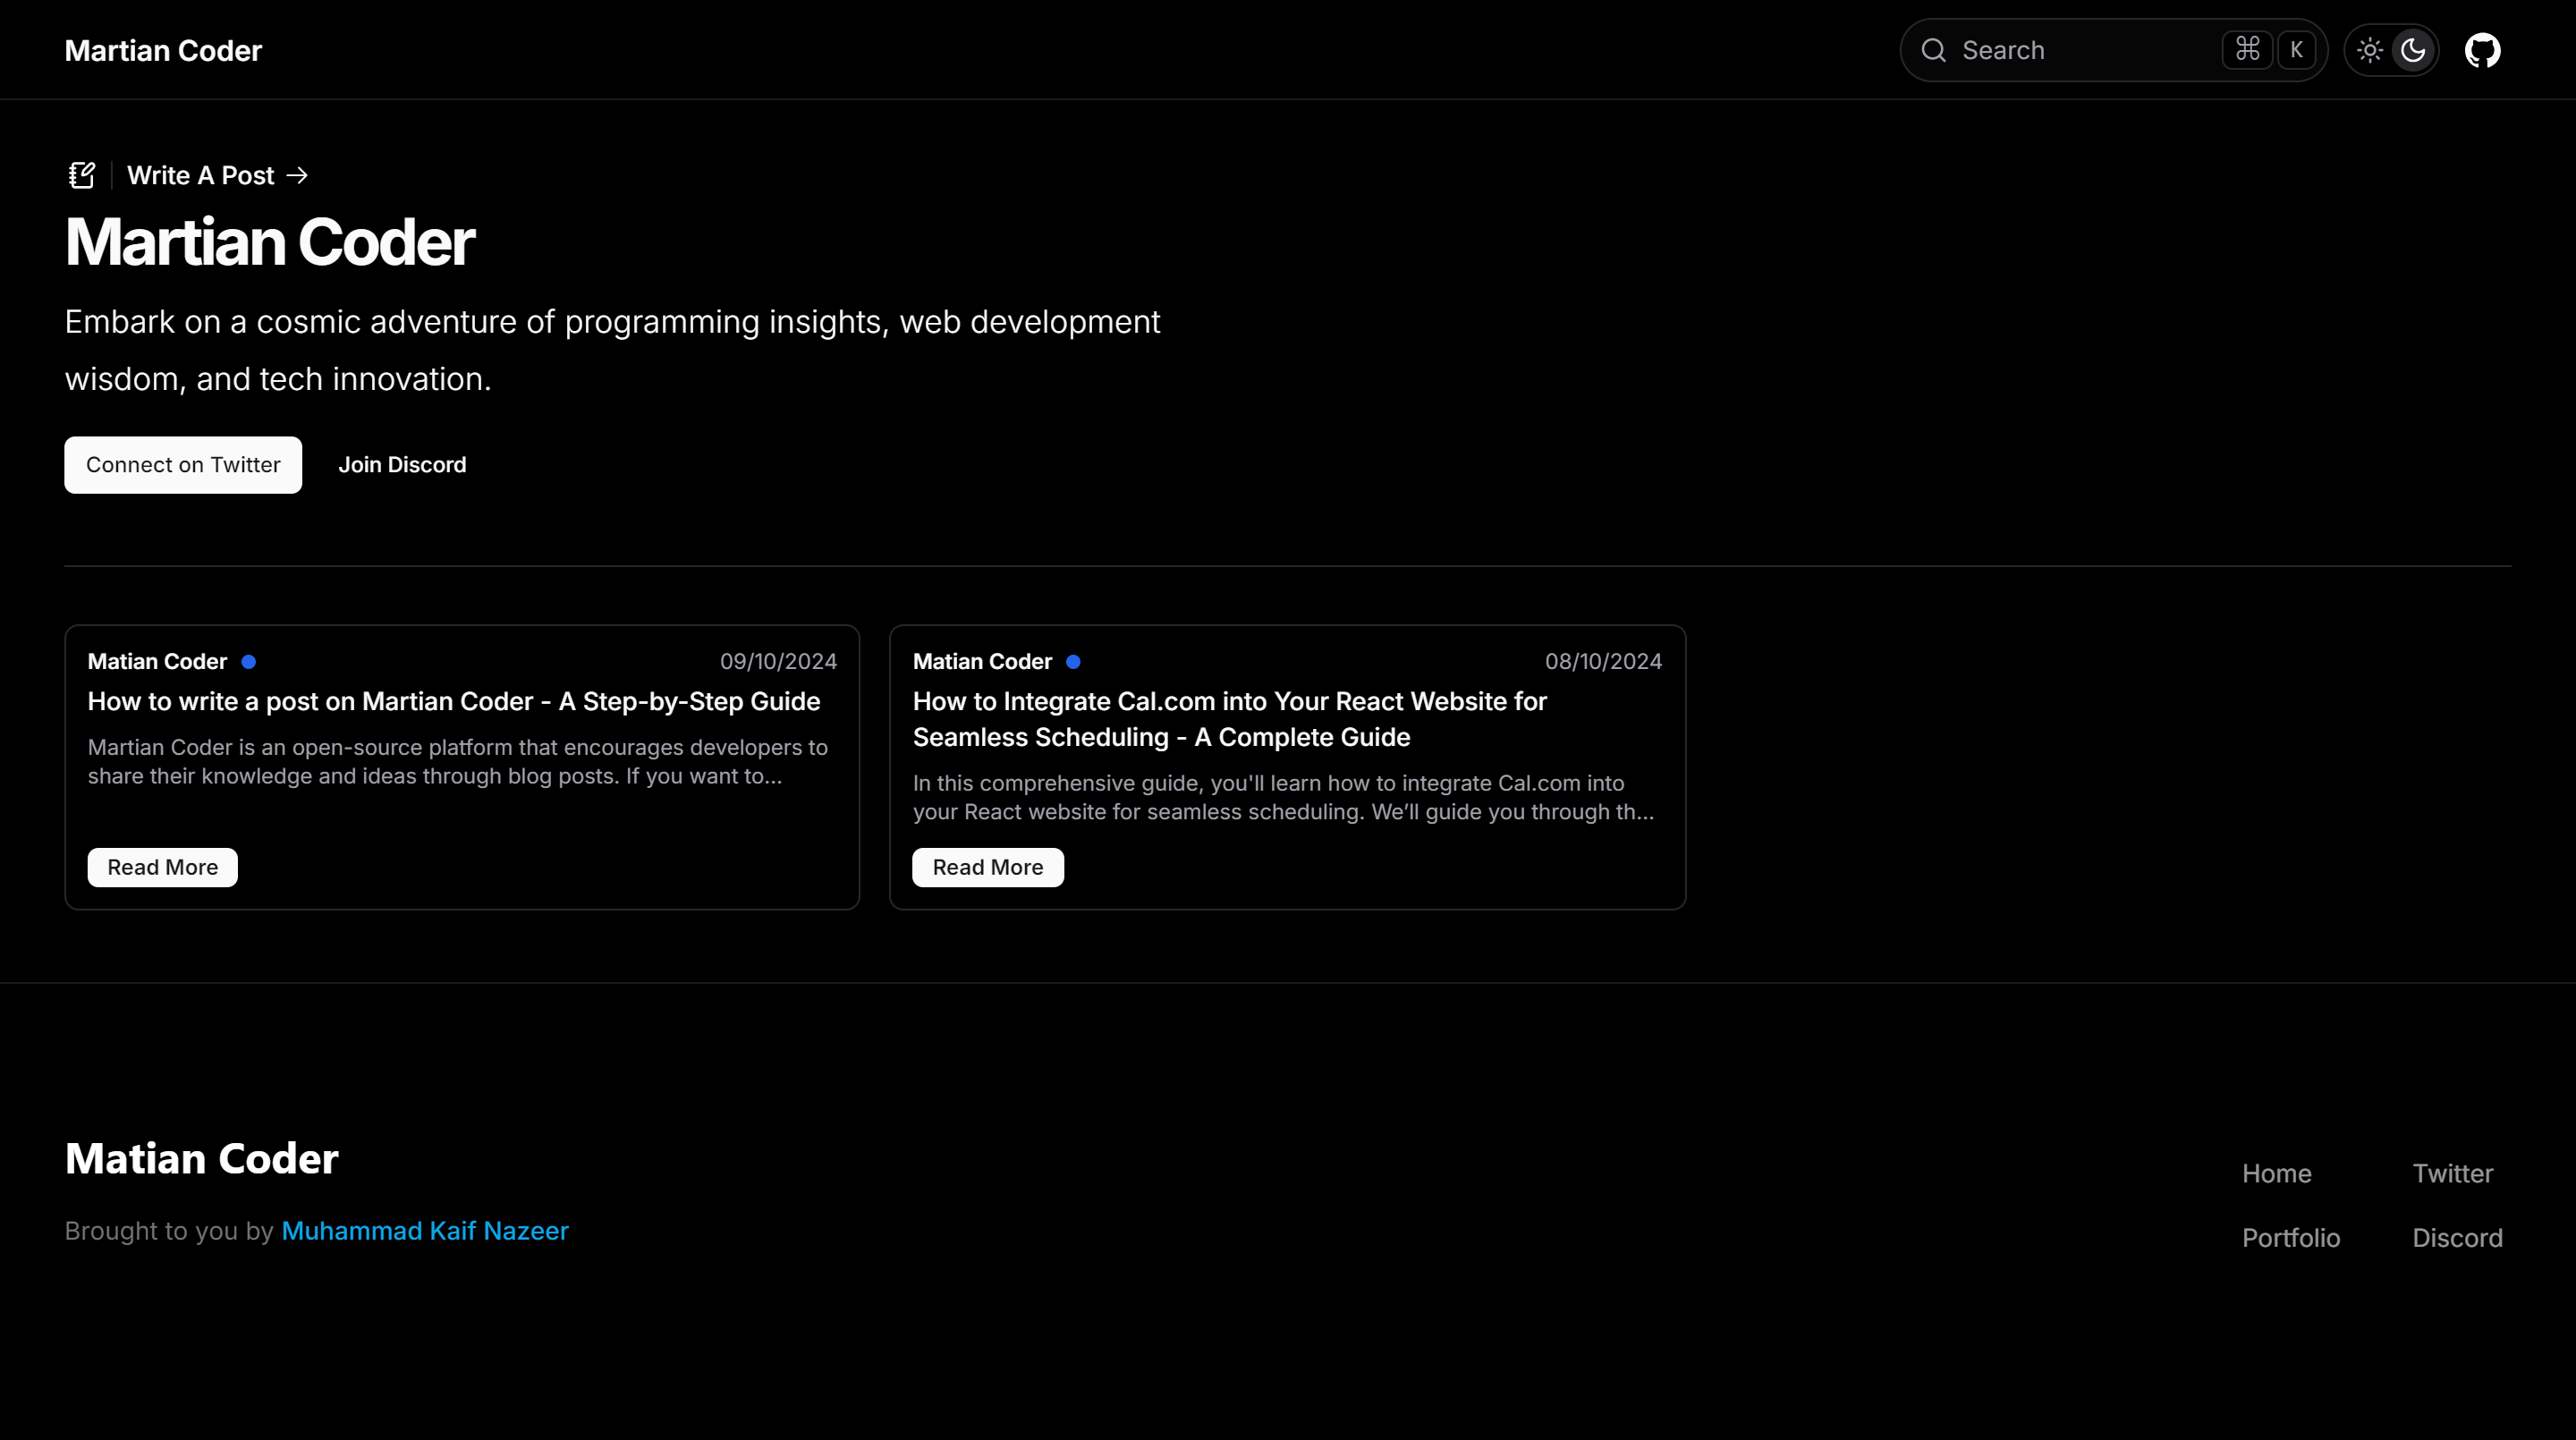 Martian Coder
Search ⌘ K
Write A Post →
Martian Coder
Embark on a cosmic adventure of programming insights, web development
wisdom, and tech innovation.
Connect on Twitter
Join Discord
Matian Coder
09/10/2024
How to write a post on Martian Coder - A Step-by-Step Guide
Martian Coder is an open-source platform that encourages developers to
share their knowledge and ideas through blog posts. If you want to...
Read More
Matian Coder
08/10/2024
How to Integrate Cal.com into Your React Website for
Seamless Scheduling - A Complete Guide
In this comprehensive guide, you'll learn how to integrate Cal.com into
your React website for seamless scheduling. We’ll guide you through th...
Read More
Matian Coder
Brought to you by Muhammad Kaif Nazeer
Home
Twitter
Portfolio
Discord